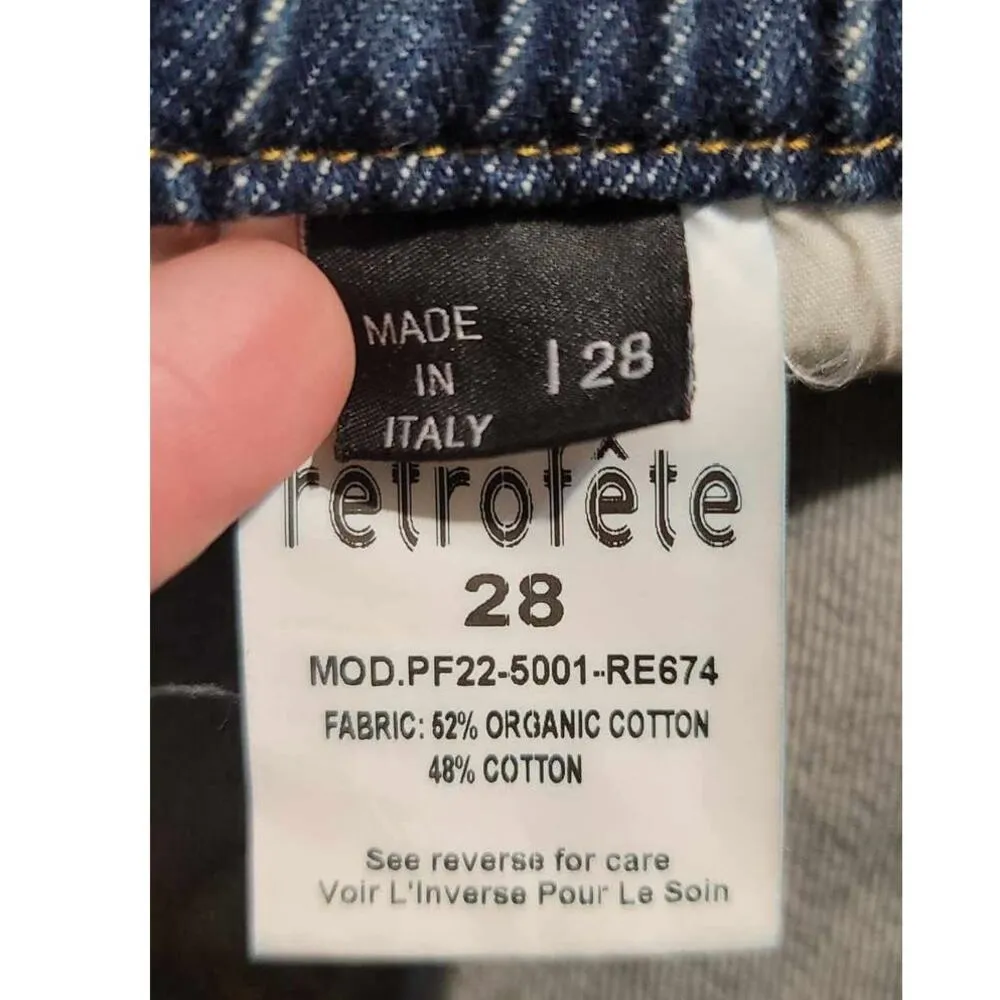 MADE
IN
ITALY
| 28
retrofête
28
MOD.PF22-5001-RE674
FABRIC: 52% ORGANIC COTTON
48% COTTON
See reverse for care
Voir L'Inverse Pour Le Soin